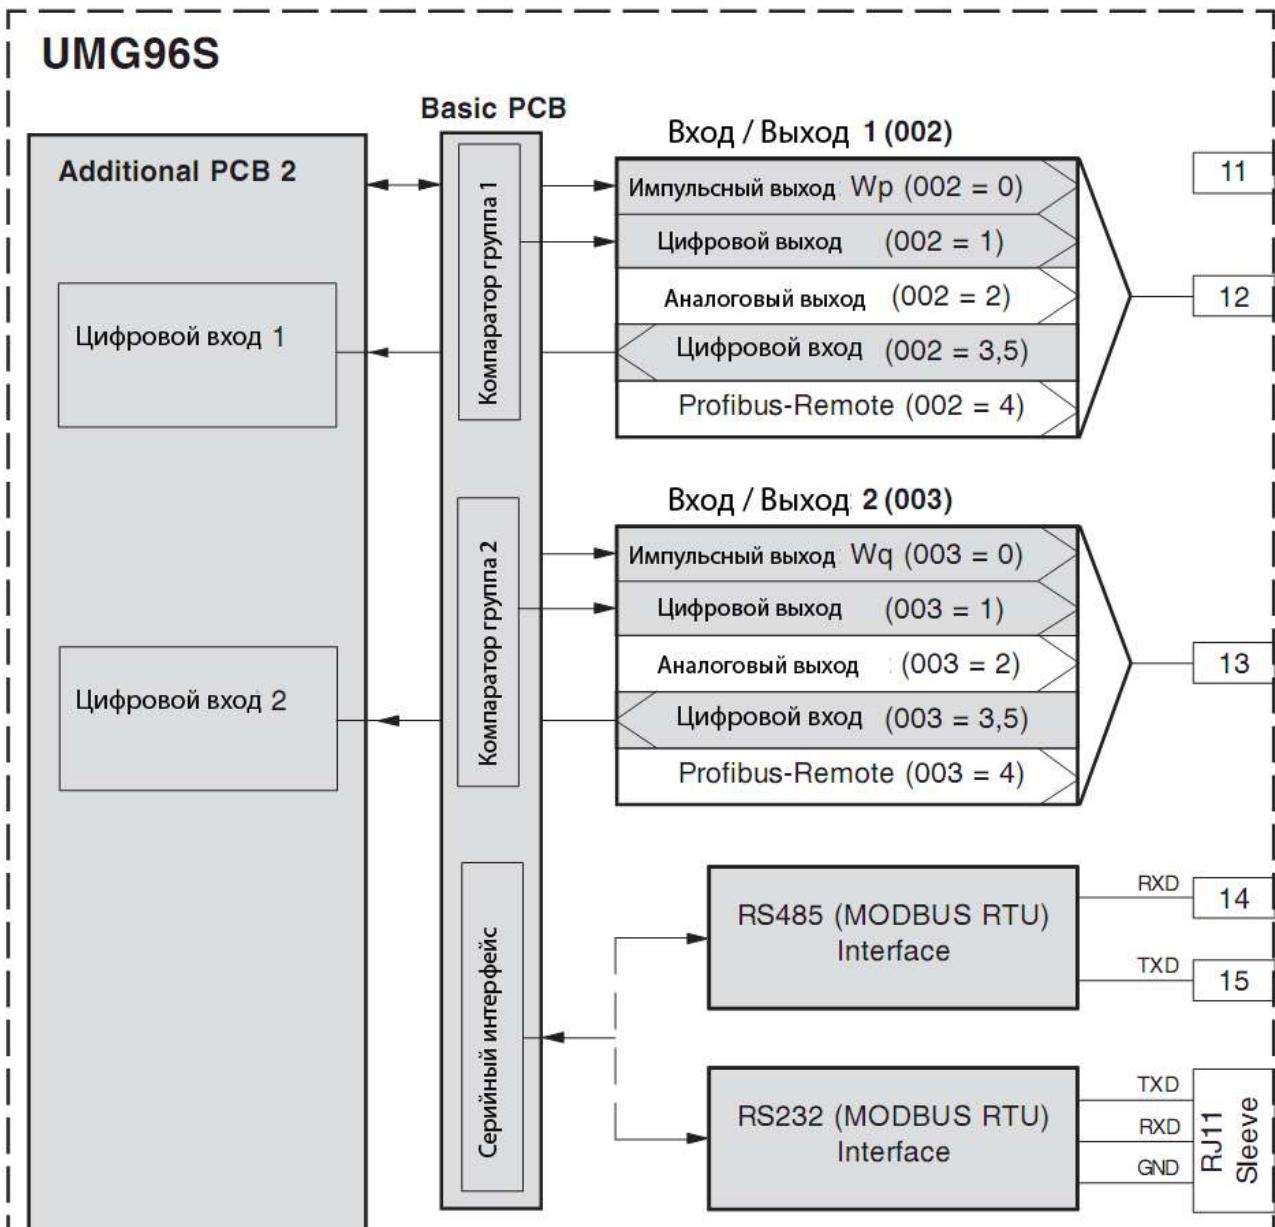 UMG96S
Basic PCB
Additional PCB 2
Цифровой вход 1
Цифровой вход 2
Компаратор группа 1
Компаратор группа 2
Серийный интерфейс
Вход / Выход 1 (002)
Импульсный выход Wp (002 = 0)
Цифровой выход (002 = 1)
Аналоговый выход (002 = 2)
Цифровой вход (002 = 3,5)
Profibus-Remote (002 = 4)
11
12
Вход / Выход 2 (003)
Импульсный выход Wq (003 = 0)
Цифровой выход (003 = 1)
Аналоговый выход (003 = 2)
Цифровой вход (003 = 3,5)
Profibus-Remote (003 = 4)
13
RS485 (MODBUS RTU)
Interface
RXD
14
TXD
15
RS232 (MODBUS RTU)
Interface
TXD
RXD
GND
RJ11
Sleeve